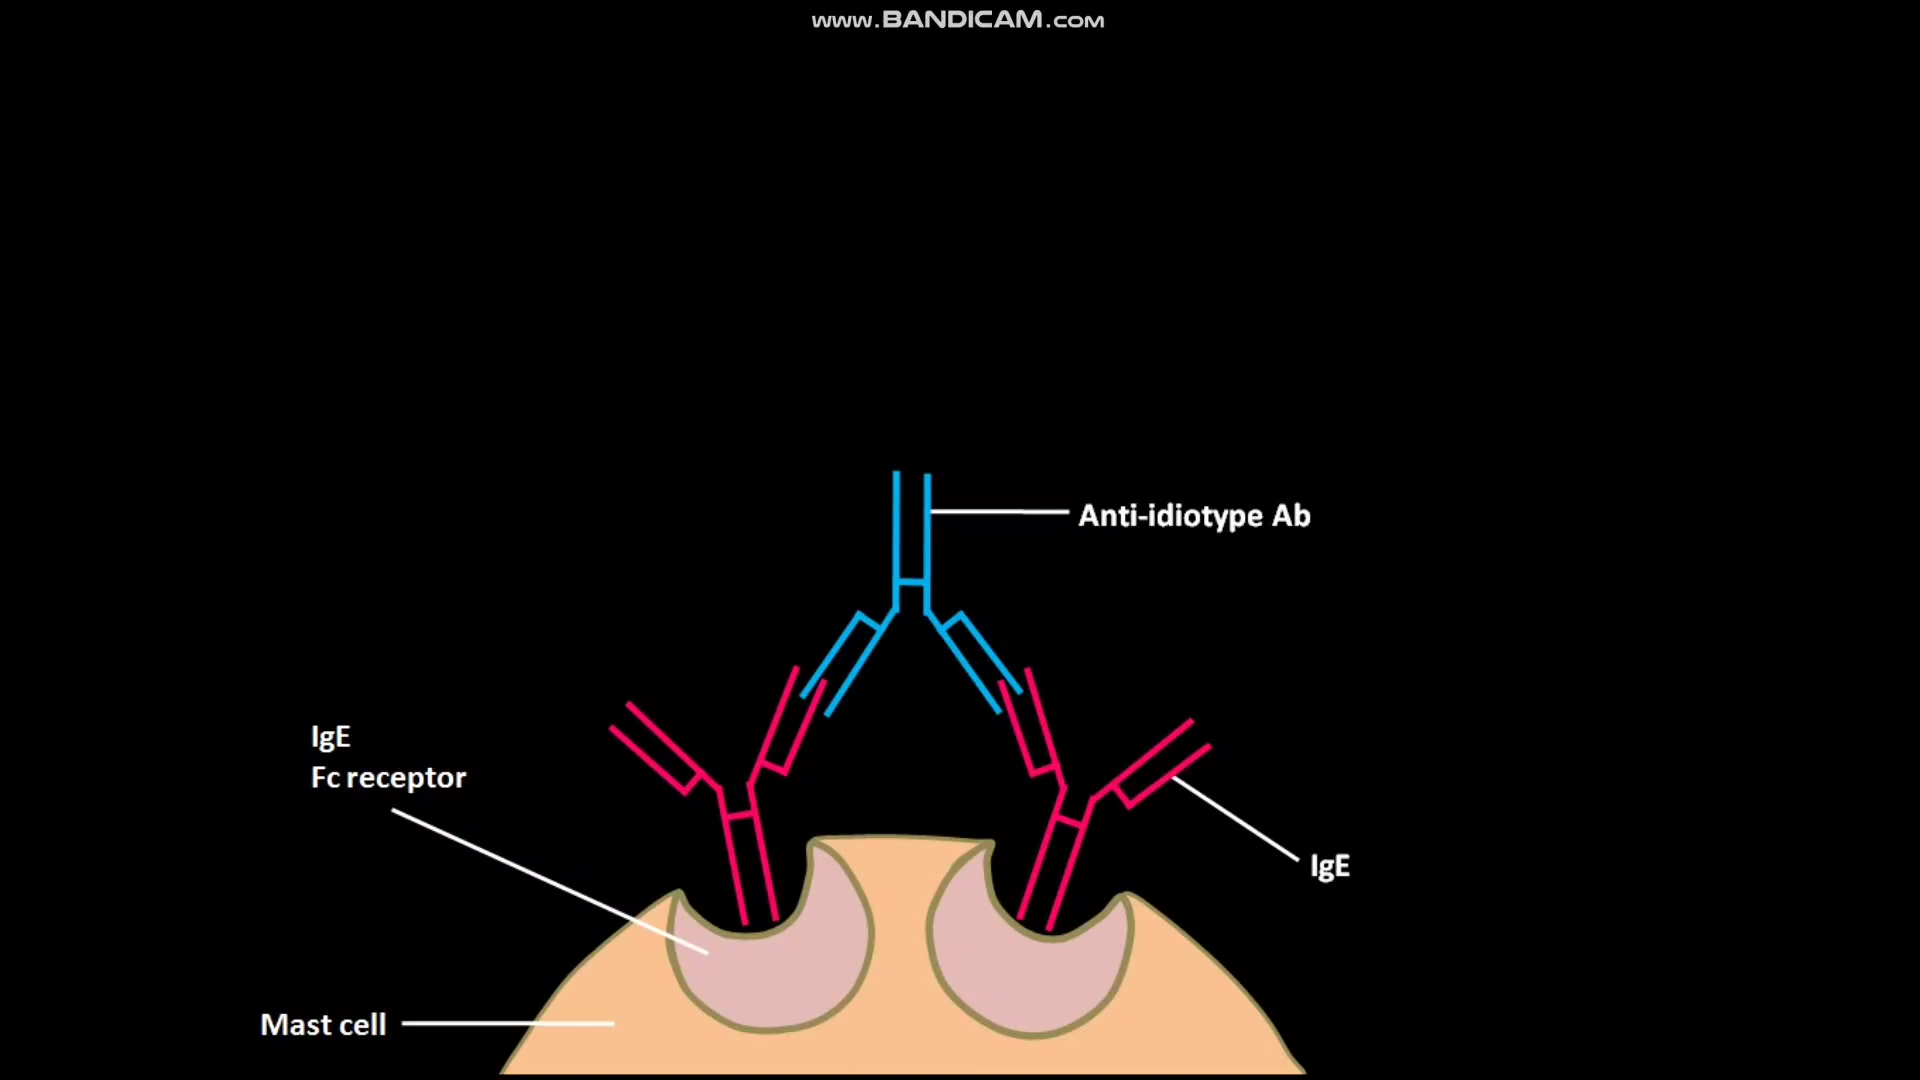 www.BANDICAM.com
Anti-idiotype Ab
IgE
Fc receptor
IgE
Mast cell